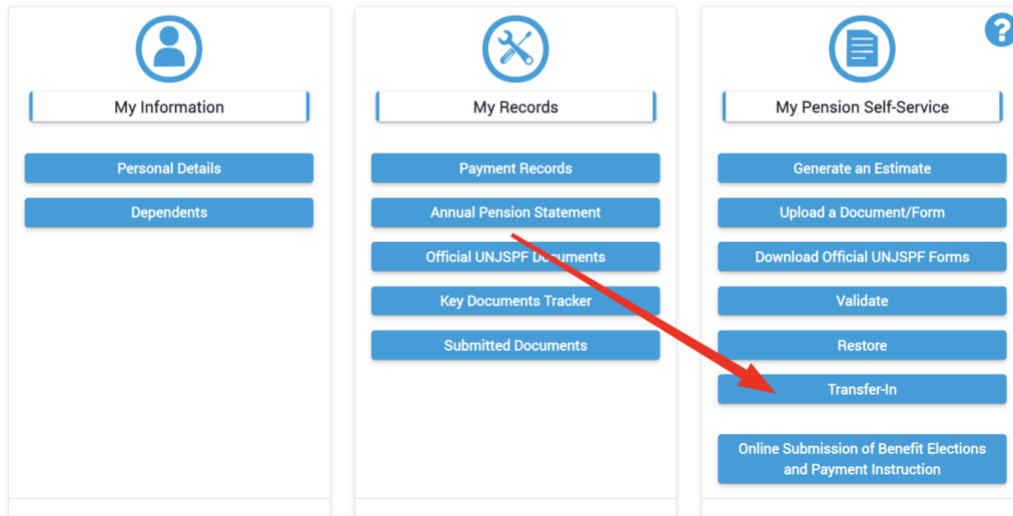 ?
My Information
Personal Details
Dependents
My Records
Payment Records
Annual Pension Statement
Official UNJSPF Documents
Key Documents Tracker
Submitted Documents
My Pension Self-Service
Generate an Estimate
Upload a Document/Form
Download Official UNJSPF Forms
Validate
Restore
Transfer-In
Online Submission of Benefit Elections
and Payment Instruction